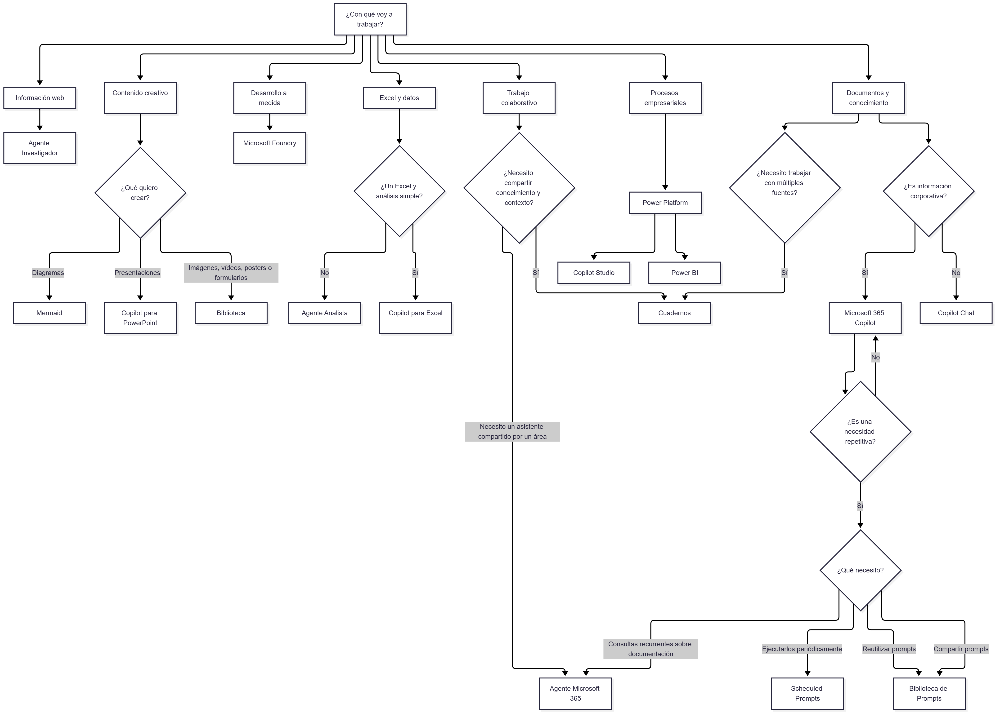 ¿Con qué voy a
trabajar?
Información web
Contenido creativo
Desarrollo a
medida
Excel y datos
Trabajo
colaborativo
Procesos
empresariales
Documentos y
conocimiento
Agente
Investigador
Microsoft Foundry
¿Qué quiero
crear?
¿Un Excel y
análisis simple?
¿Necesito
compartir
conocimiento y
contexto?
Power Platform
¿Necesito trabajar
con múltiples
fuentes?
¿Es información
corporativa?
Diagramas
Presentaciones
Imágenes, vídeos, posters o
formularios
No
Sí
Sí
Copilot Studio
Power BI
Sí
Sí
No
Mermaid
Copilot para
PowerPoint
Biblioteca
Agente Analista
Copilot para Excel
Cuadernos
Microsoft 365
Copilot
Copilot Chat
No
Necesito un asistente
compartido por un área
¿Es una
necesidad
repetitiva?
Sí
¿Qué necesito?
Consultas recurrentes sobre
documentación
Ejecutarlos periódicamente
Reutilizar prompts
Compartir prompts
Agente Microsoft
365
Scheduled
Prompts
Biblioteca de
Prompts